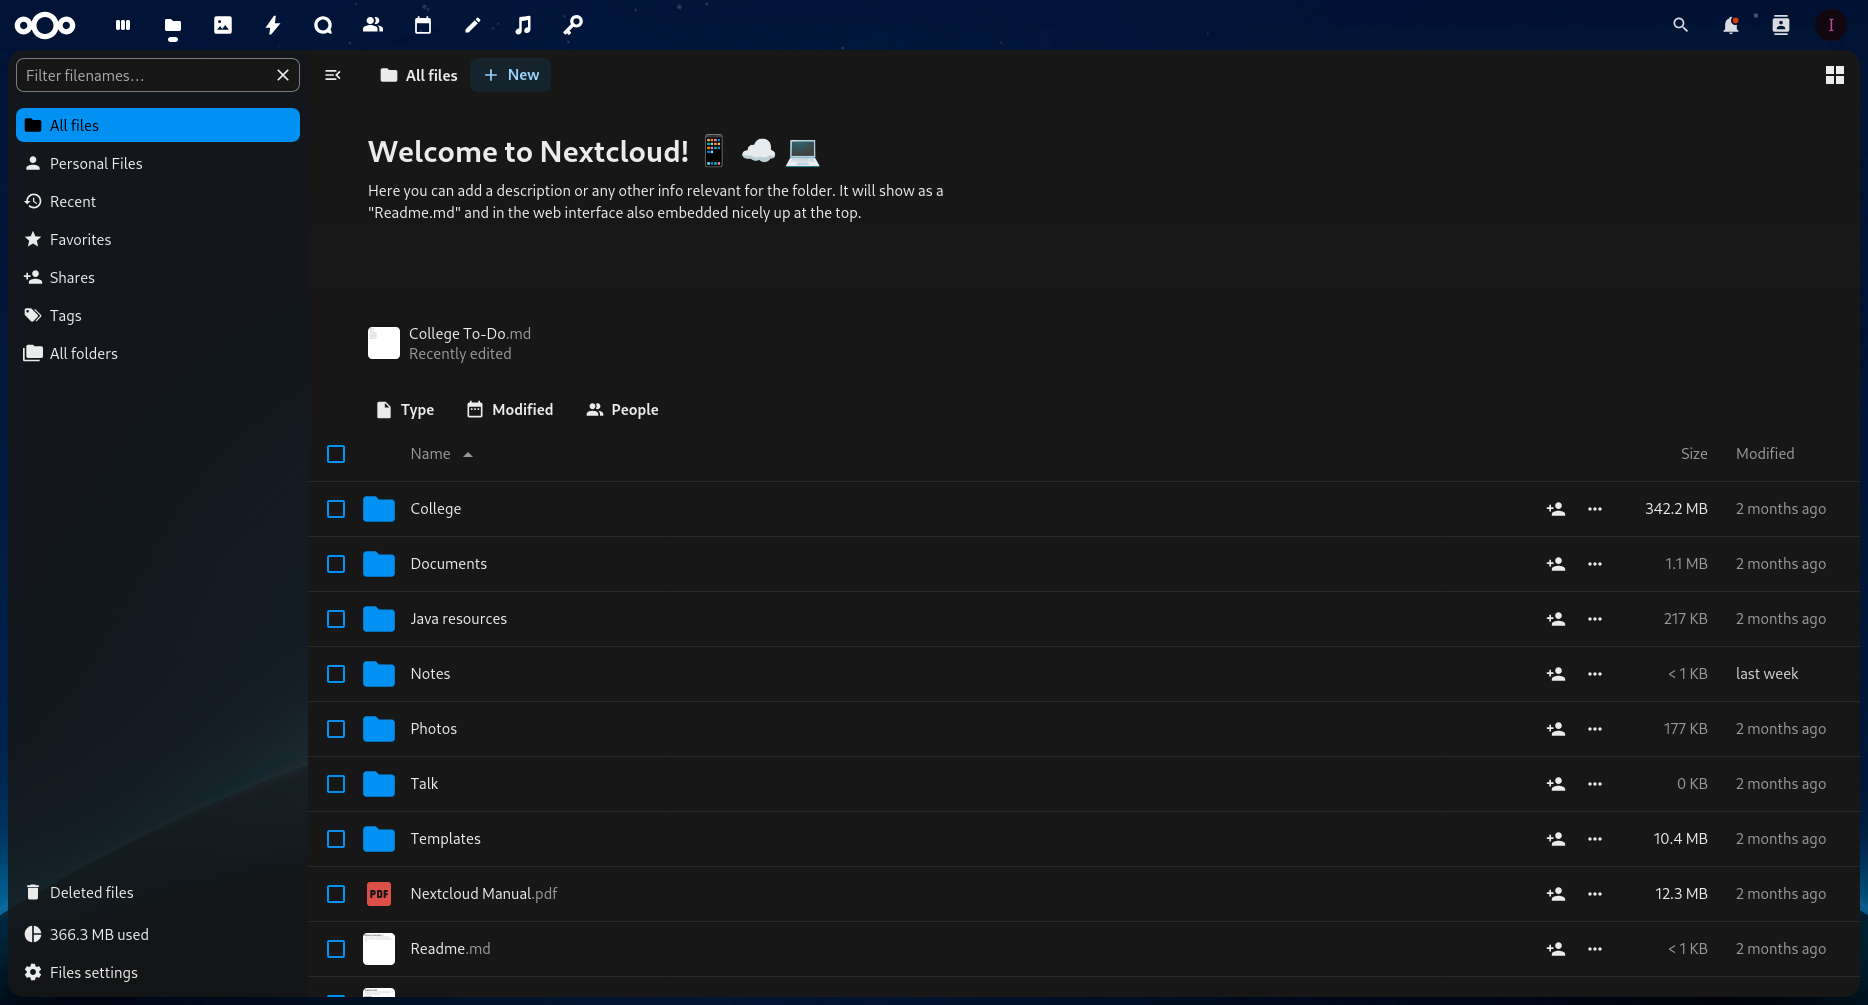 I
Filter filenames…
All files
Personal Files
Recent
Favorites
Shares
Tags
All folders
Deleted files
366.3 MB used
Files settings
All files
New
Welcome to Nextcloud! 📱 ☁️ 💻
Here you can add a description or any other info relevant for the folder. It will show as a
"Readme.md" and in the web interface also embedded nicely up at the top.
College To-Do.md
Recently edited
Type Modified People
Name Size Modified
College 342.2 MB 2 months ago
Documents 1.1 MB 2 months ago
Java resources 217 KB 2 months ago
Notes < 1 KB last week
Photos 177 KB 2 months ago
Talk 0 KB 2 months ago
Templates 10.4 MB 2 months ago
PDF Nextcloud Manual.pdf 12.3 MB 2 months ago
Readme.md < 1 KB 2 months ago